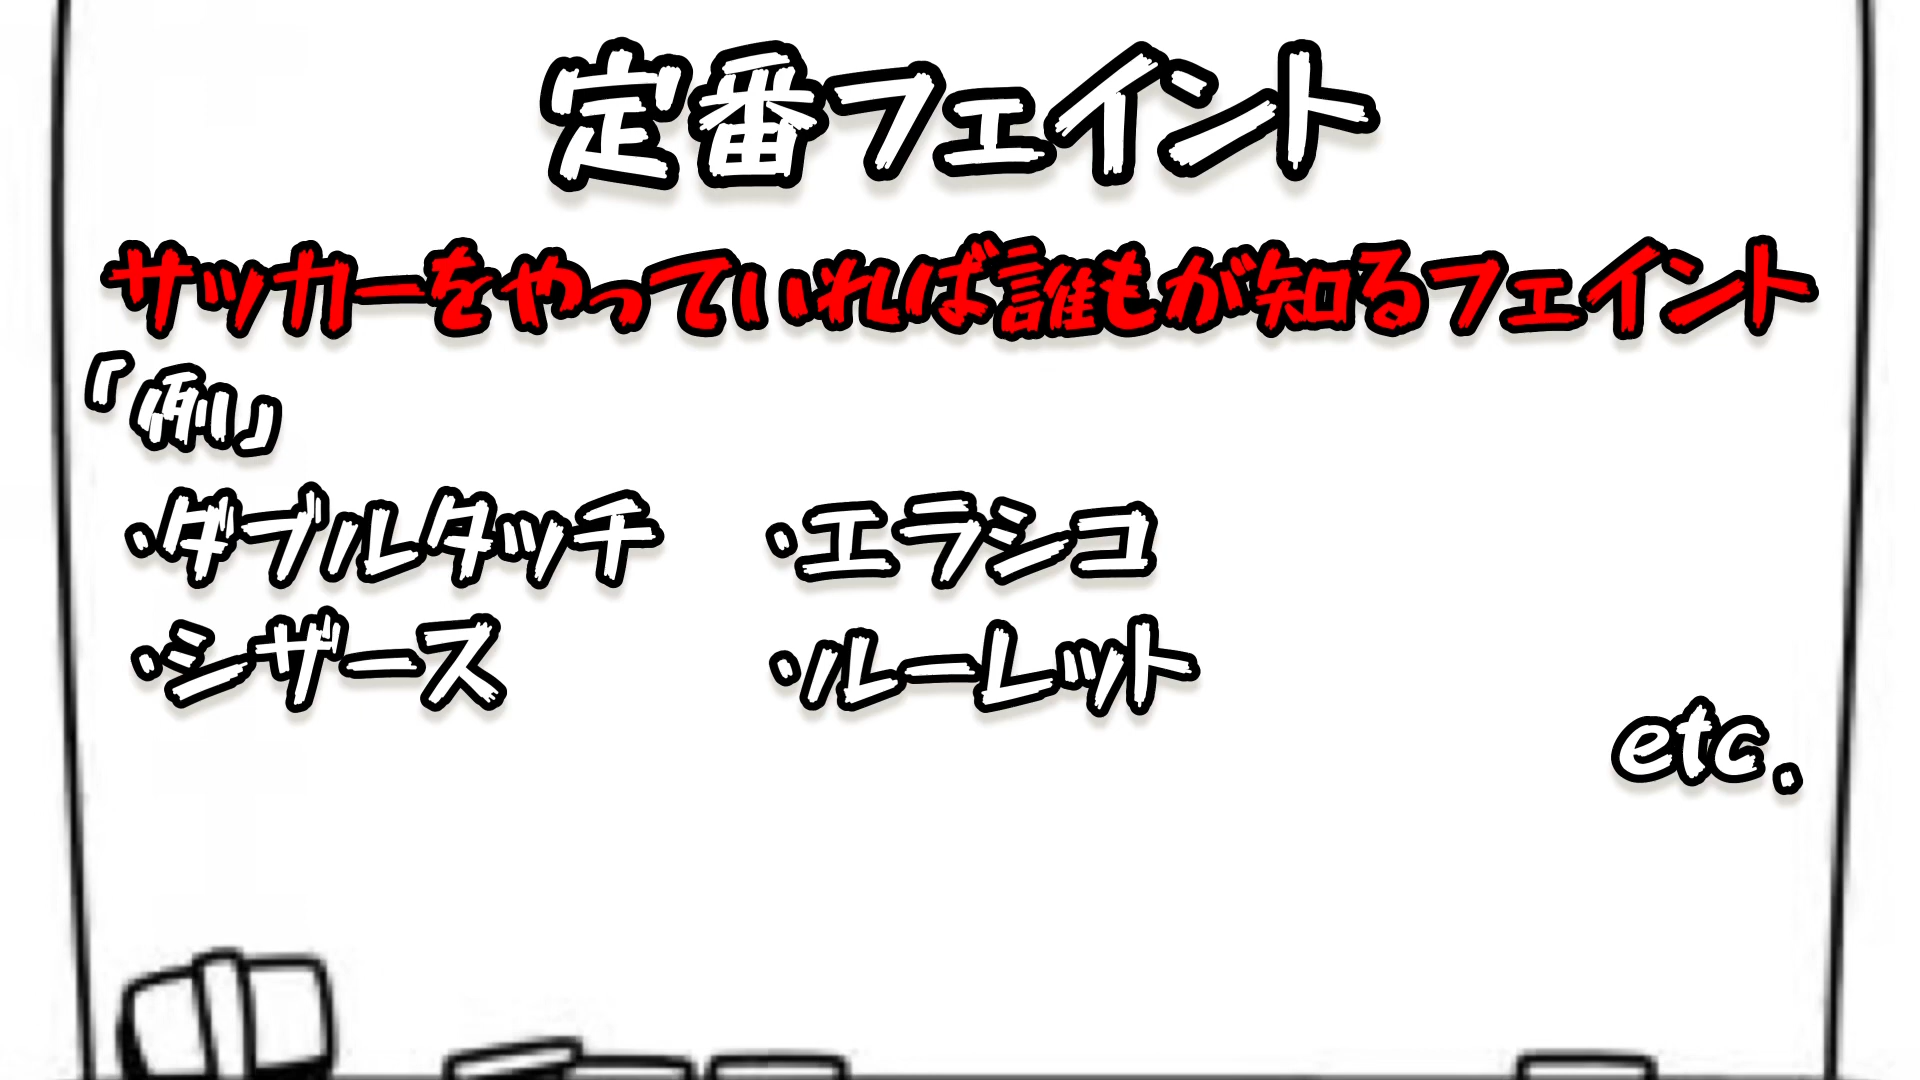 定番フェイント
サッカーをやっていれば誰もが知るフェイント
「例」
・ダブルタッチ ・エラシコ
・シザース ・ルーレット
etc.